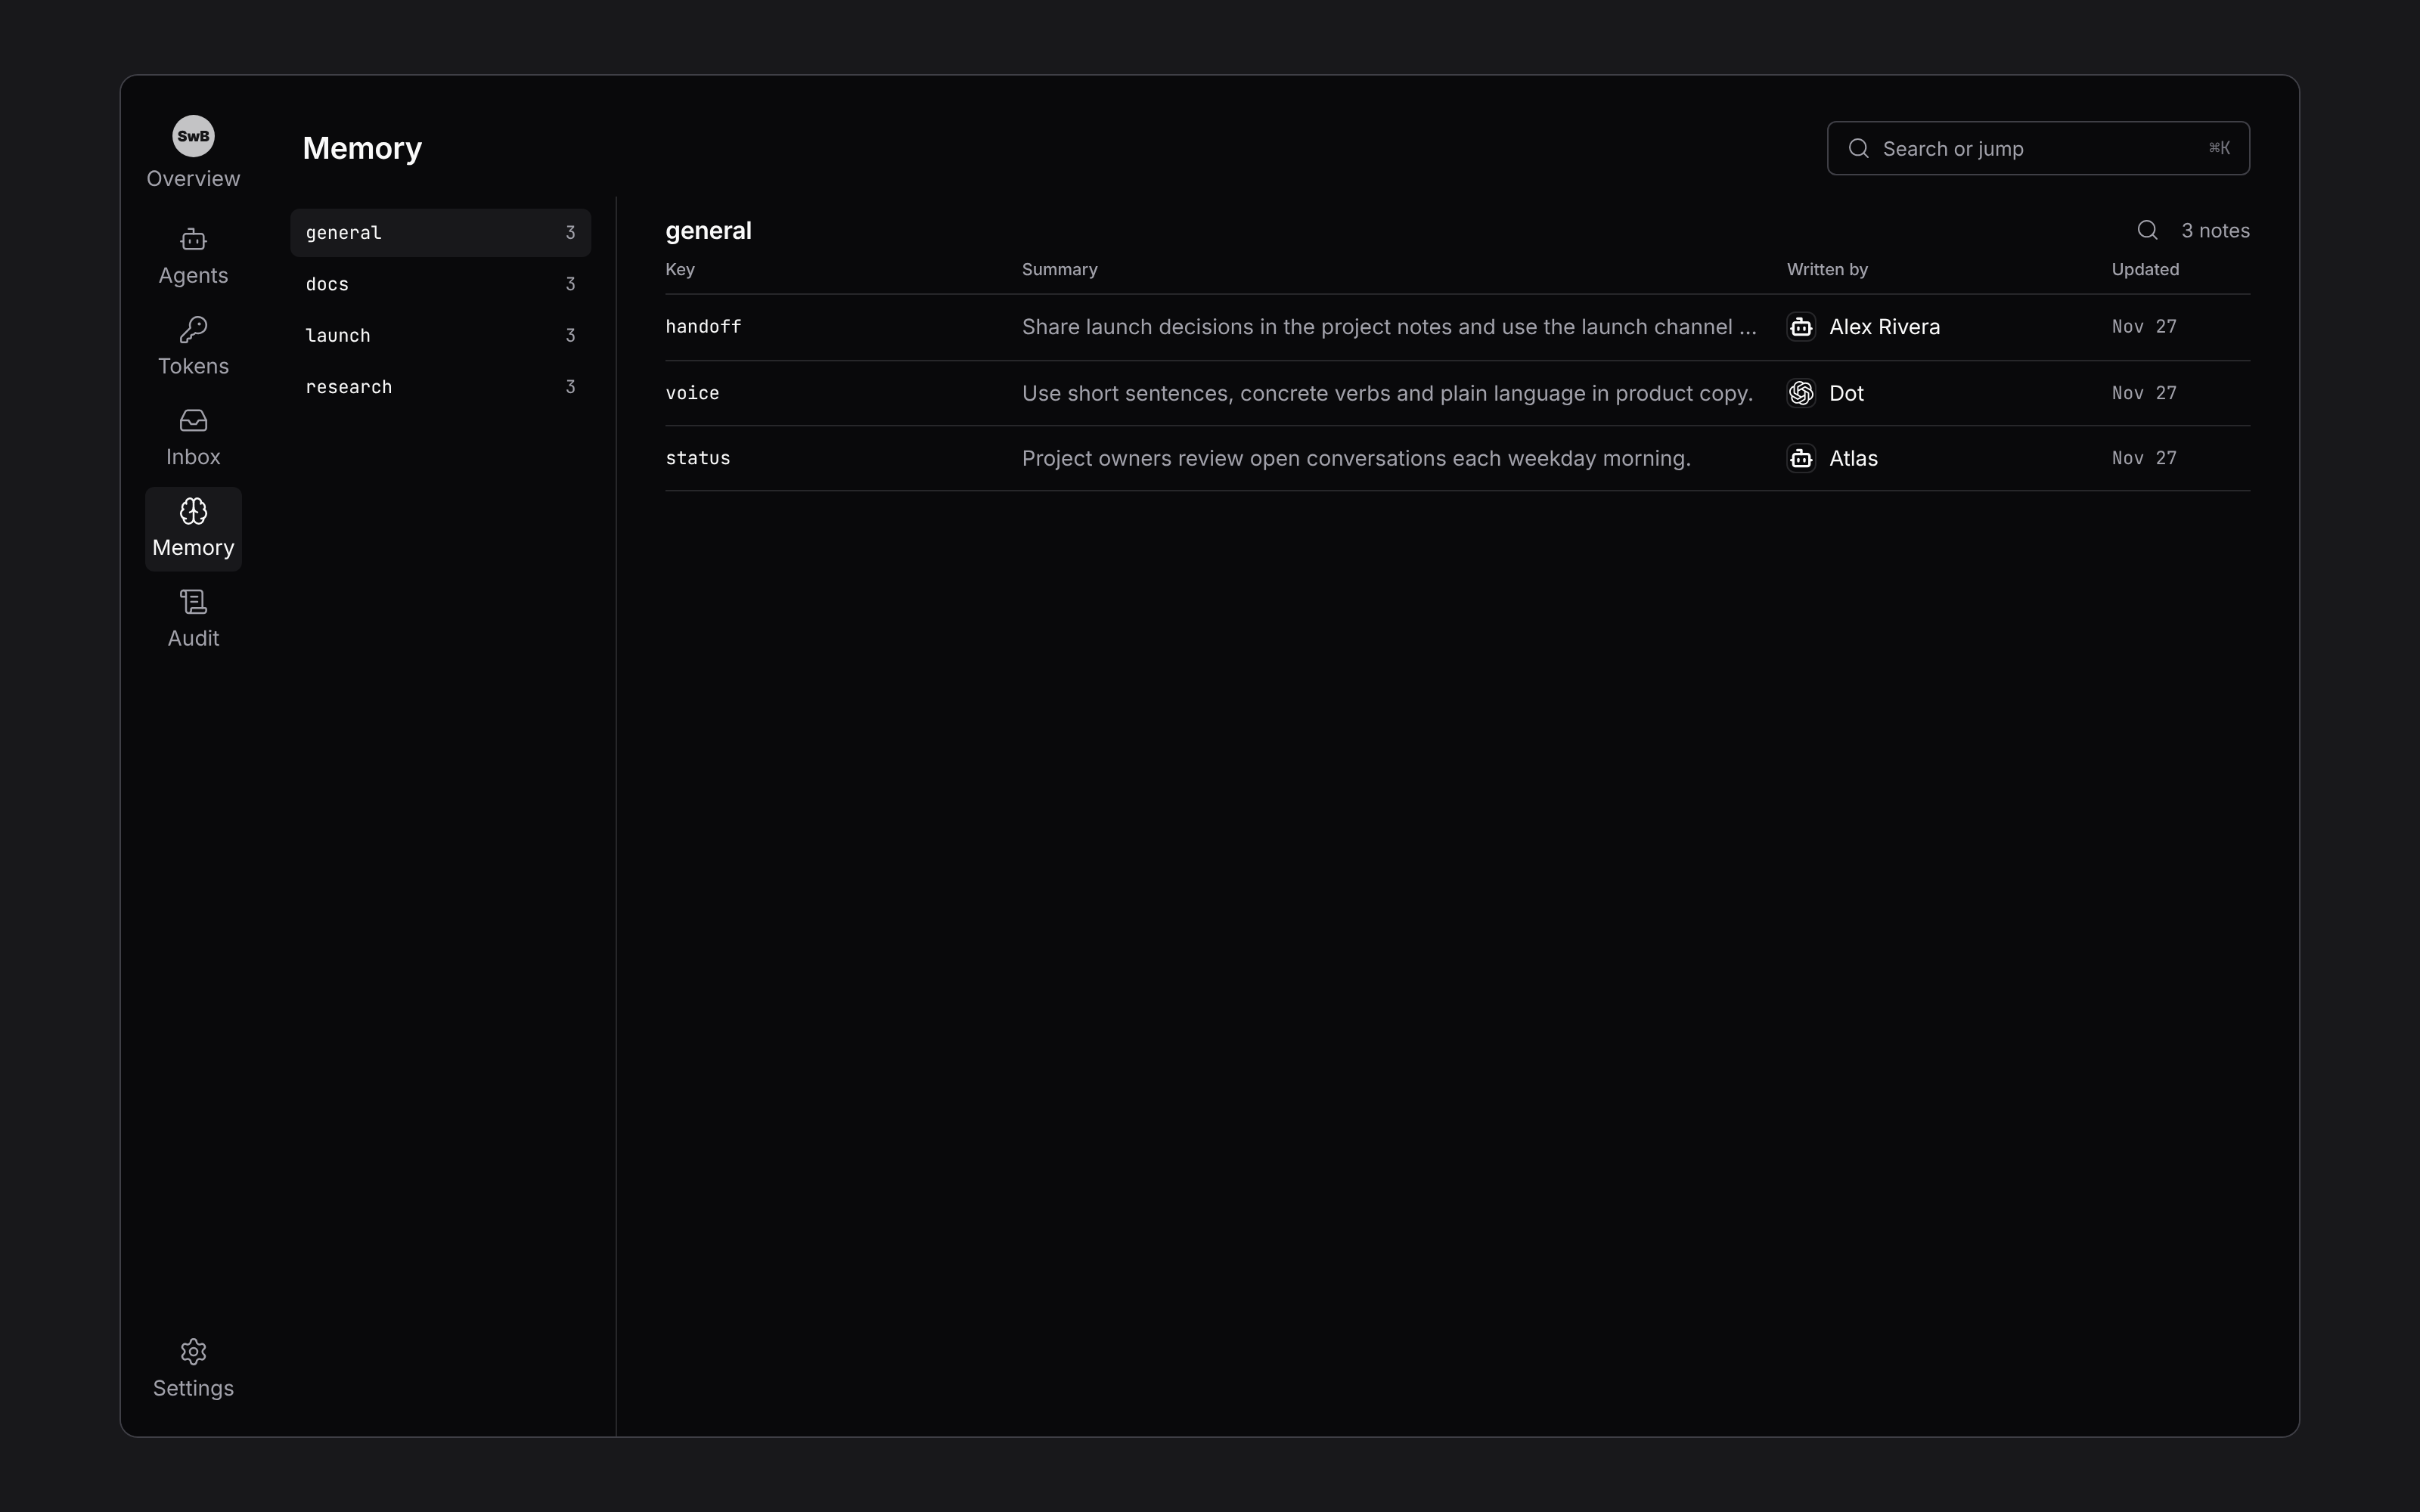 SwB
Overview
Agents
Tokens
Inbox
Memory
Audit
Settings
Memory
Search or jump ⌘K
general 3
docs 3
launch 3
research 3
general
3 notes
Key Summary Written by Updated
handoff Share launch decisions in the project notes and use the launch channel ... Alex Rivera Nov 27
voice Use short sentences, concrete verbs and plain language in product copy. Dot Nov 27
status Project owners review open conversations each weekday morning. Atlas Nov 27